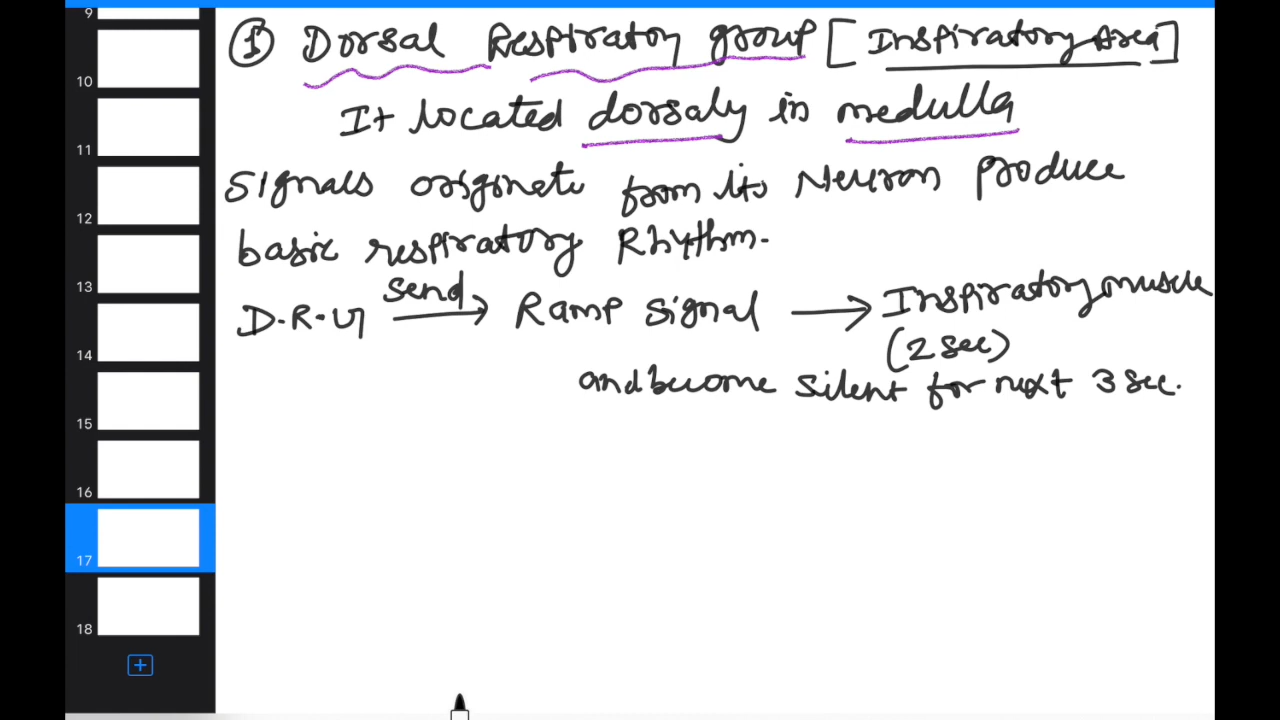 9
10
11
12
13
14
15
16
17
18
① Dorsal Respiratory group [Inspiratory Area]
It located dorsaly in medulla
Signals originate from its Neuron produce
basic respiratory Rhythm.
D.R.G send → Ramp signal → Inspiratory muscle
(2 sec)
and become silent for next 3 sec.